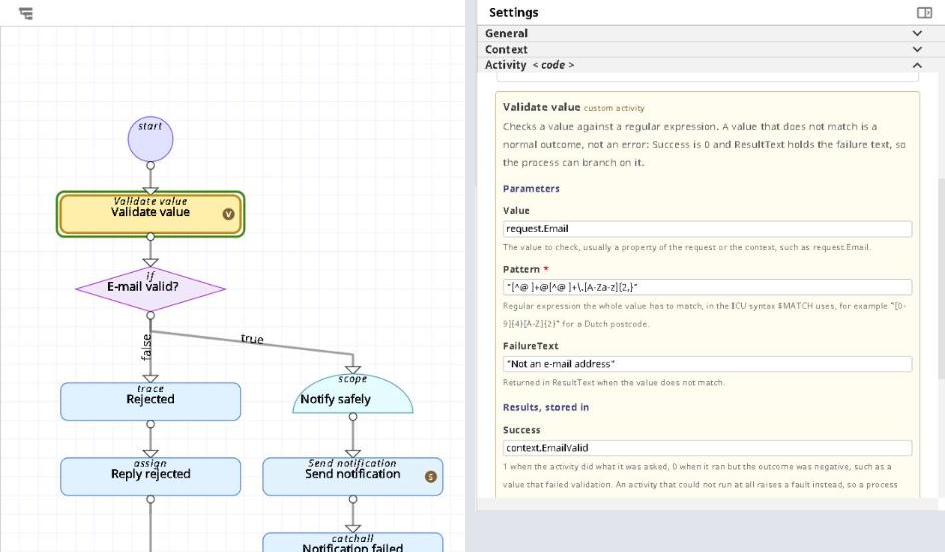 start
Validate value
Validate value
V
if
E-mail valid?
false
true
trace
Rejected
scope
Notify safely
assign
Reply rejected
Send notification
Send notification
S
catchall
Notification failed
Settings
General
Context
Activity < code >
Validate value custom activity
Checks a value against a regular expression. A value that does not match is a
normal outcome, not an error: Success is 0 and ResultText holds the failure text, so
the process can branch on it.
Parameters
Value
request.Email
The value to check, usually a property of the request or the context, such as request.Email.
Pattern *
"[^@ ]+@[^@ ]+\.[A-Za-z]{2,}"
Regular expression the whole value has to match, in the ICU syntax $MATCH uses, for example "[0-
9]{4}[A-Z]{2}" for a Dutch postcode.
FailureText
"Not an e-mail address"
Returned in ResultText when the value does not match.
Results, stored in
Success
context.EmailValid
1 when the activity did what it was asked, 0 when it ran but the outcome was negative, such as a
value that failed validation. An activity that could not run at all raises a fault instead, so a process